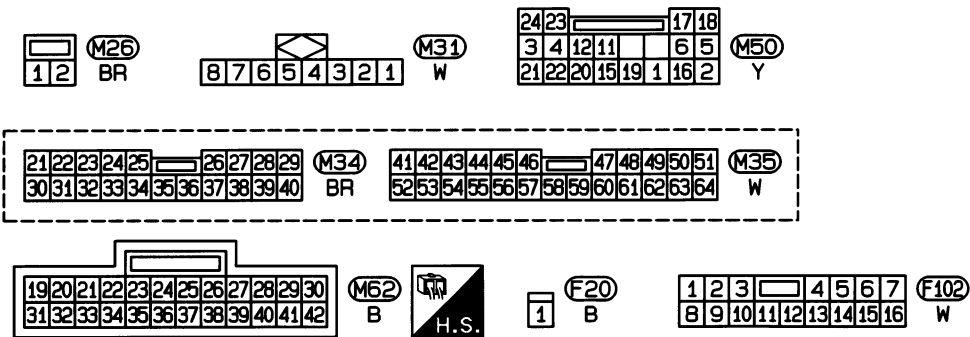 24 23 17 18
1 2 M26 BR
8 7 6 5 4 3 2 1 M31 W
3 4 12 11 6 5 M50
21 22 20 15 19 1 16 2 Y
21 22 23 24 25 26 27 28 29 M34
30 31 32 33 34 35 36 37 38 39 40 BR
41 42 43 44 45 46 47 48 49 50 51 M35
52 53 54 55 56 57 58 59 60 61 62 63 64 W
19 20 21 22 23 24 25 26 27 28 29 30 M62
31 32 33 34 35 36 37 38 39 40 41 42 B
H.S.
F20
1 B
1 2 3 4 5 6 7 F102
8 9 10 11 12 13 14 15 16 W